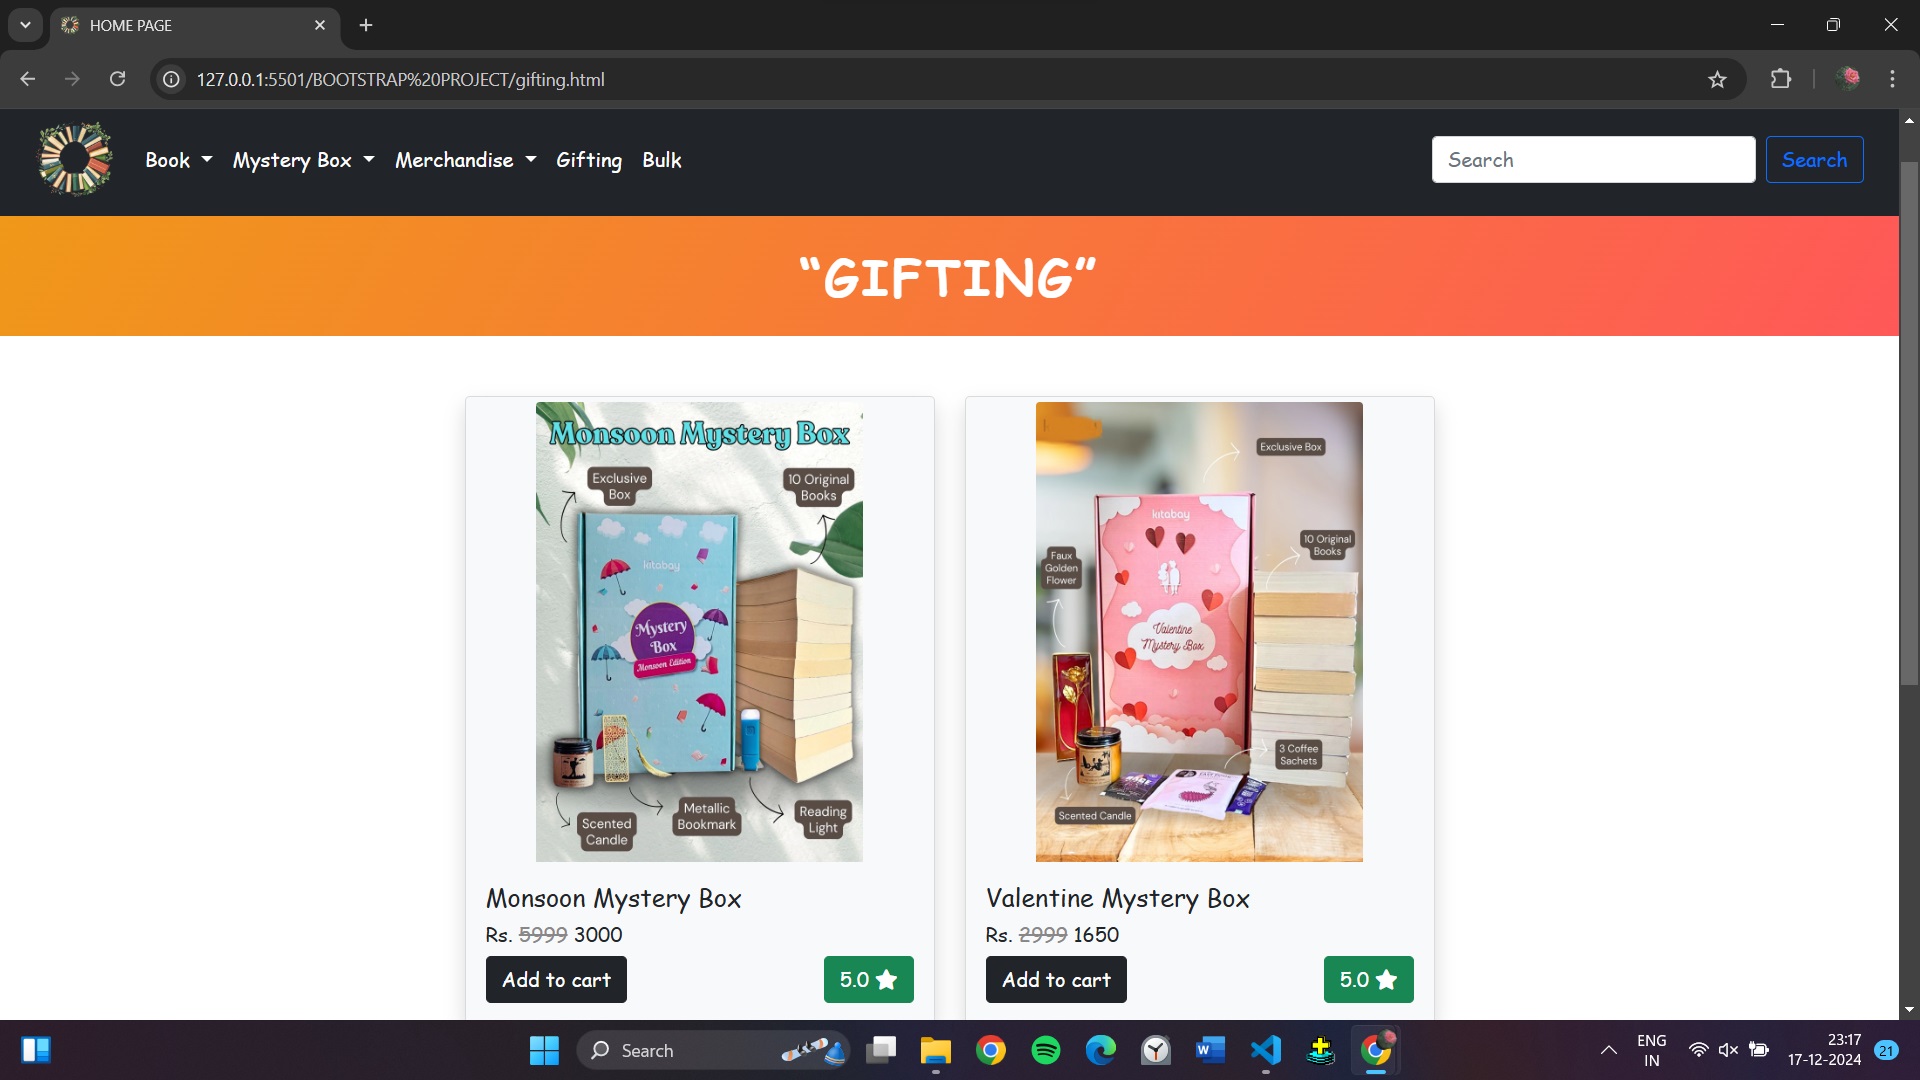 HOME PAGE
127.0.0.1:5501/BOOTSTRAP%20PROJECT/gifting.html
Book Mystery Box Merchandise Gifting Bulk Search Search
“GIFTING”
Monsoon Mystery Box
Exclusive
Box
10 Original
Books
kitabay
Mystery
Box
Monsoon Edition
Scented
Candle
Metallic
Bookmark
Reading
Light
Exclusive Box
kitabay
10 Original
Books
Faux
Golden
Flower
Valentine
Mystery Box
3 Coffee
Sachets
Scented Candle
Monsoon Mystery Box
Rs. 5999 3000
Add to cart 5.0
Valentine Mystery Box
Rs. 2999 1650
Add to cart 5.0
Search
ENG
IN
23:17
17-12-2024
21